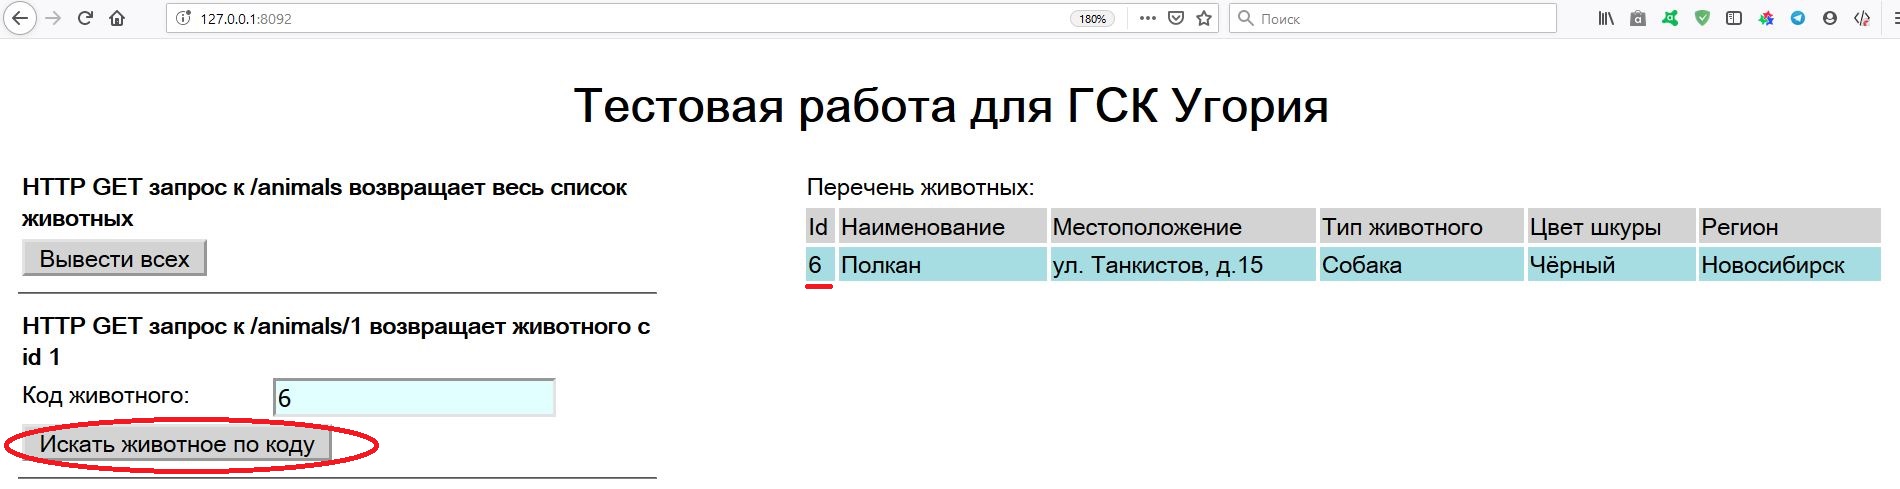 127.0.0.1:8092
180%
Поиск
Тестовая работа для ГСК Угория
HTTP GET запрос к /animals возвращает весь список
животных
Вывести всех
HTTP GET запрос к /animals/1 возвращает животного с
id 1
Код животного: 6
Искать животное по коду
Перечень животных:
Id Наименование Местоположение Тип животного Цвет шкуры Регион
6 Полкан ул. Танкистов, д.15 Собака Чёрный Новосибирск